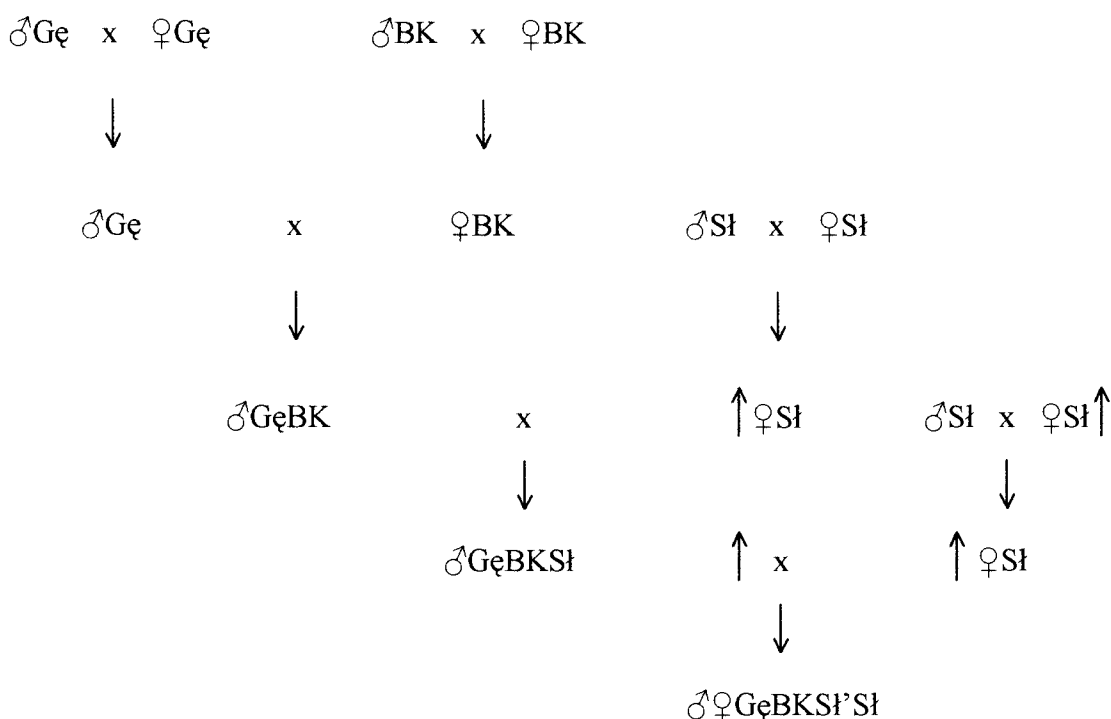 ♂Gę x ♀Gę ♂BK x ♀BK
♂Gę x ♀BK ♂Sł x ♀Sł
♂GęBK x ♀Sł ♂Sł x ♀Sł
♂GęBKSł x ♀Sł
♂♀GęBKSł’Sł